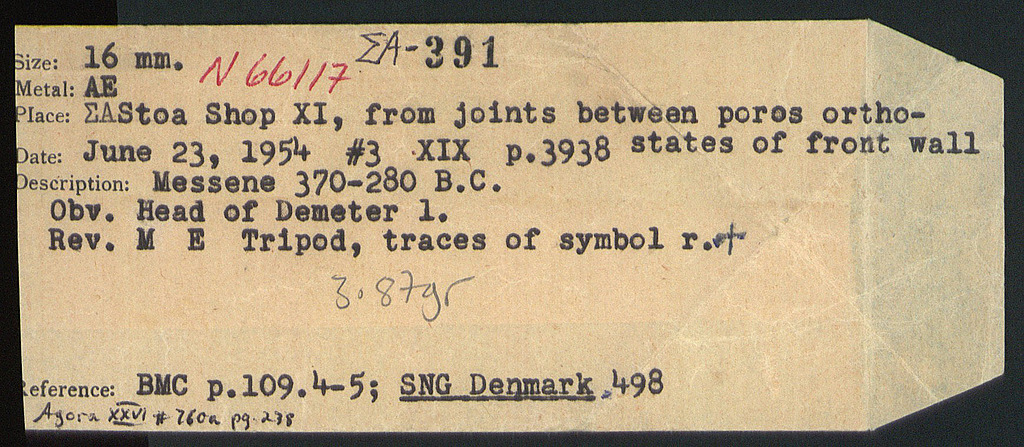 Size: 16 mm. N 66117 ΣΑ-391
Metal: AE
Place: ΣΑStoa Shop XI, from joints between poros ortho-
Date: June 23, 1954 #3 XIX p.3938 states of front wall
Description: Messene 370-280 B.C.
Obv. Head of Demeter l.
Rev. M E Tripod, traces of symbol r.+
3.87gr
Reference: BMC p.109.4-5; SNG Denmark 498
Agora XXVI # 760a pg. 238